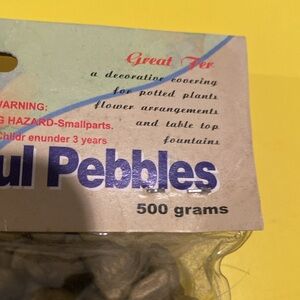 Great Fer
a decorative covering
for potted plants
flower arrangements
and table top
fountains
WARNING:
G HAZARD-Smallparts.
Childr enunder 3 years
ul Pebbles
500 grams